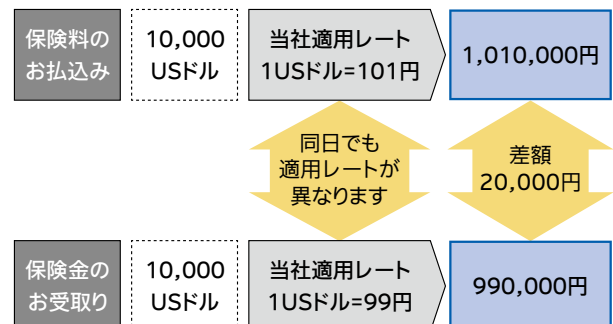 保険料の
お払込み
10,000
USドル
当社適用レート
1USドル=101円
1,010,000円
同日でも
適用レートが
異なります
差額
20,000円
保険金の
お受取り
10,000
USドル
当社適用レート
1USドル=99円
990,000円